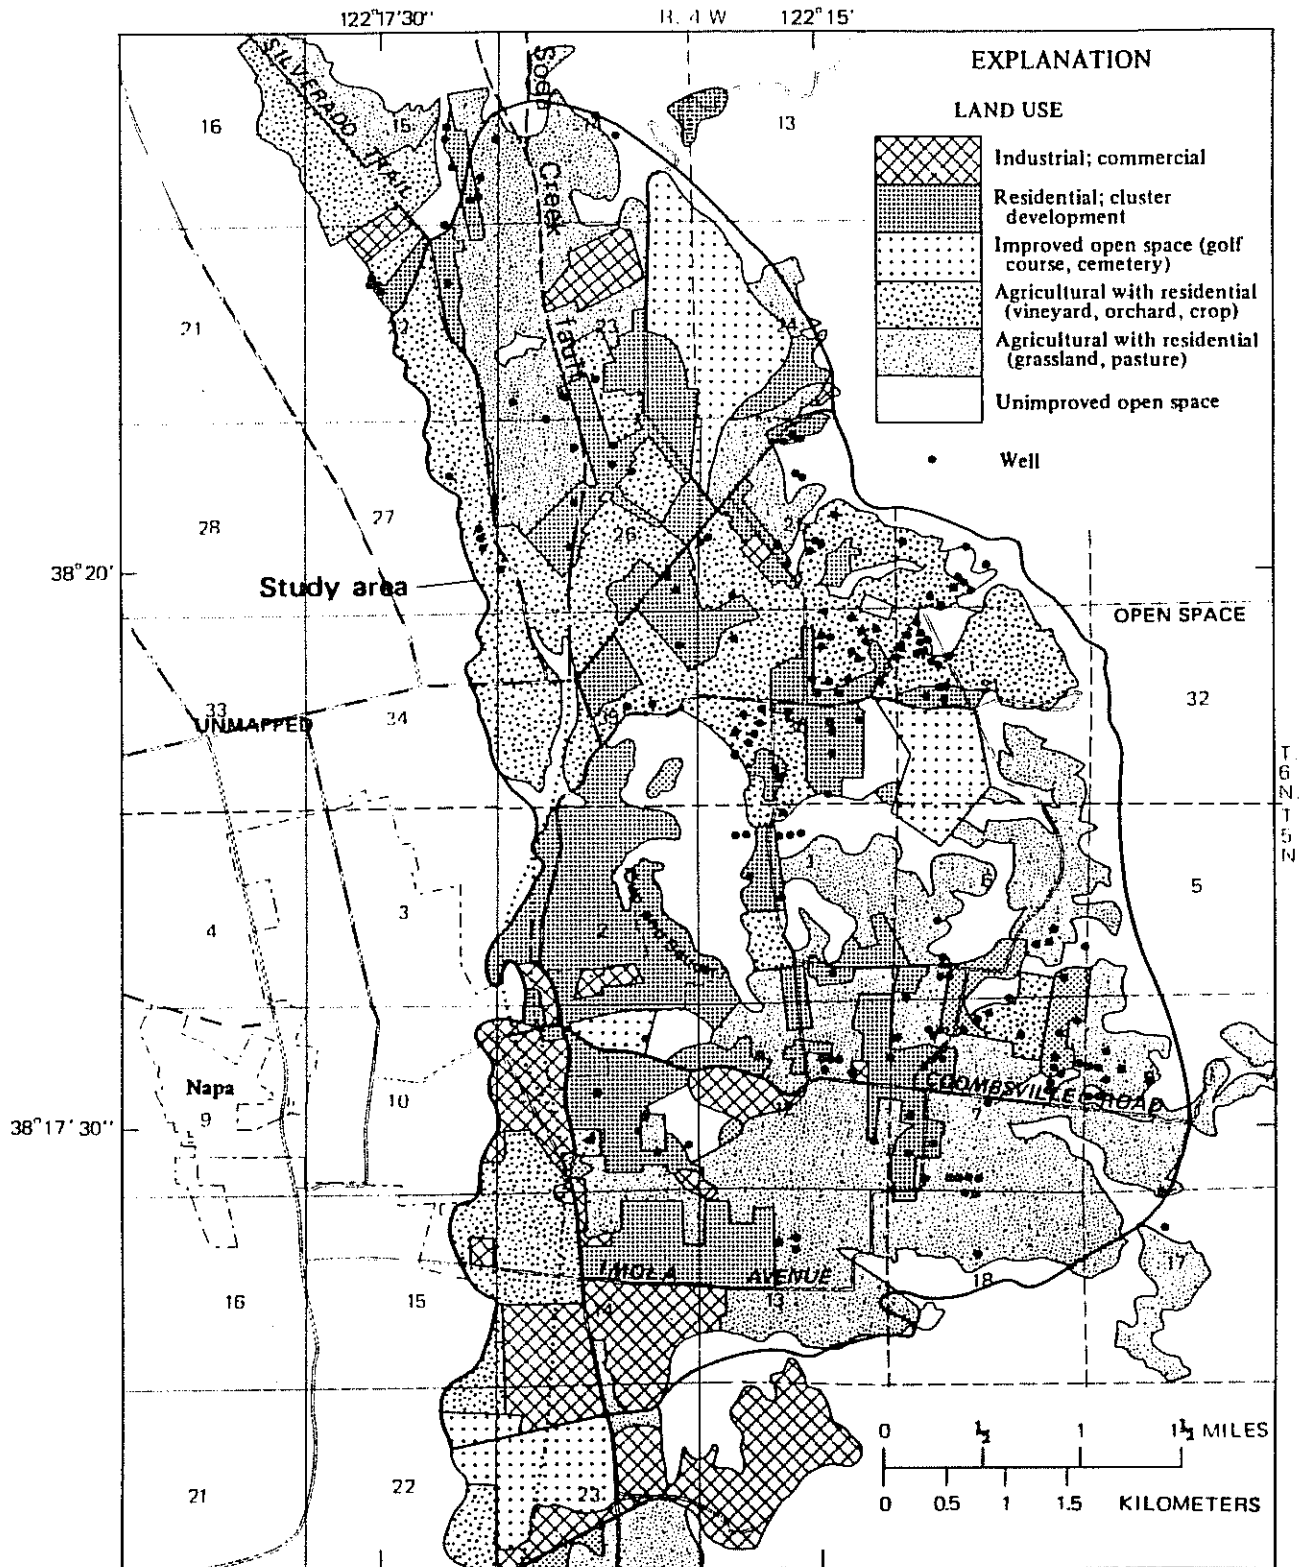 122°17'30"
R. 4 W
122°15'
EXPLANATION
LAND USE
Industrial; commercial
Residential; cluster
development
Improved open space (golf
course, cemetery)
Agricultural with residential
(vineyard, orchard, crop)
Agricultural with residential
(grassland, pasture)
Unimproved open space
Well
SILVERADO TRAIL
Soda Creek fault
16
15
14
13
21
22
23
24
28
27
26
25
38°20'
Study area
OPEN SPACE
33
UNMAPPED
34
32
T.
6
N.
T
5
N
4
3
2
1
6
5
Napa
9
10
COOMBSVILLE ROAD
7
38°17'30"
IMOLA AVENUE
16
15
14
13
18
17
21
22
23
0 ½ 1 1½ MILES
0 0.5 1 1.5 KILOMETERS